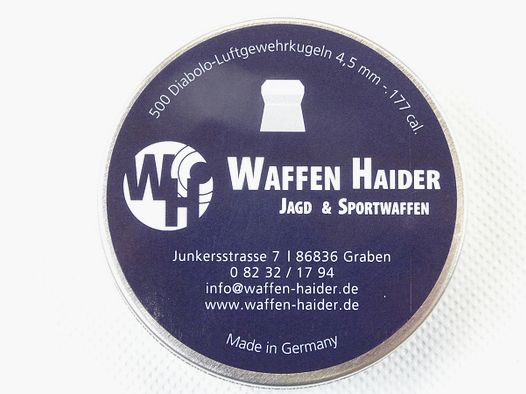 500 Diabolo-Luftgewehrkugeln 4,5 mm -.177 cal.
WH
WAFFEN HAIDER
JAGD & SPORTWAFFEN
Junkersstrasse 7 | 86836 Graben
0 82 32 / 17 94
info@waffen-haider.de
www.waffen-haider.de
Made in Germany